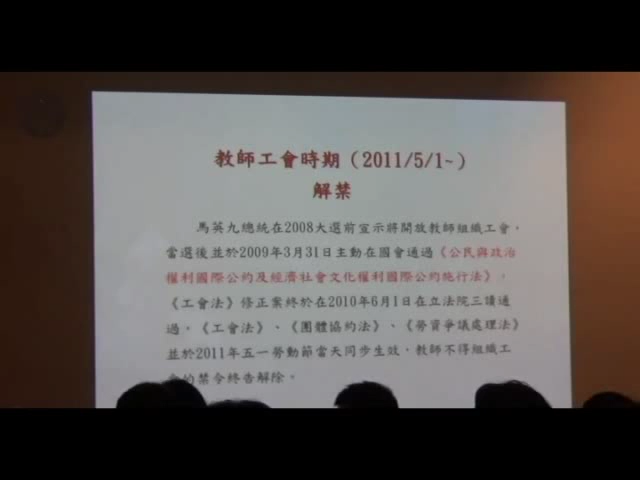 教師工會時期（2011/5/1~）
解禁
馬英九總統在2008大選前宣示將開放教師組織工會，
當選後並於2009年3月31日主動在國會通過《公民與政治
權利國際公約及經濟社會文化權利國際公約施行法》，
《工會法》修正案終於在2010年6月1日在立法院三讀通
過，《工會法》、《團體協約法》、《勞資爭議處理法》
並於2011年五一勞動節當天同步生效，教師不得組織工
會的禁令終告解除。